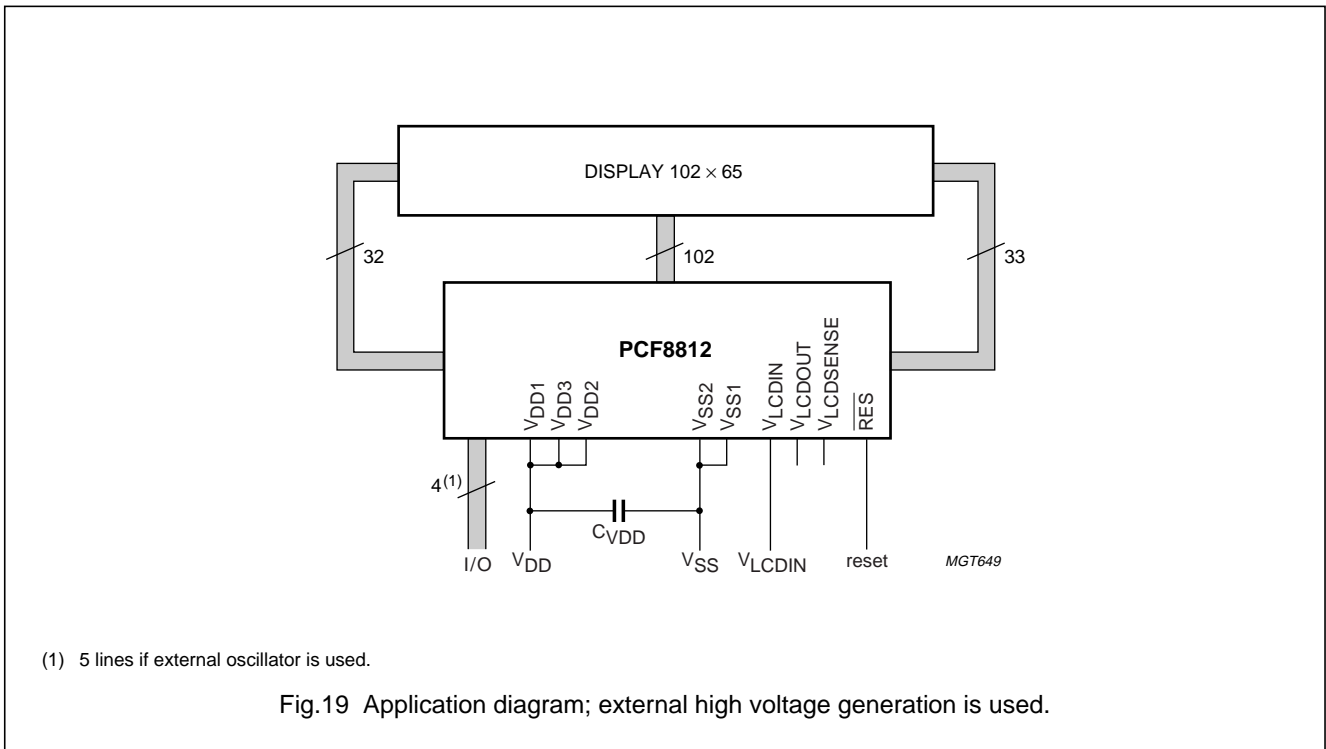 DISPLAY 102 × 65
32
102
33
PCF8812
VDD1
VDD3
VDD2
VSS2
VSS1
VLCDIN
VLCDOUT
VLCDSENSE
RES
4(1)
CVDD
I/O
VDD
VSS
VLCDIN
reset
MGT649
(1) 5 lines if external oscillator is used.
Fig.19 Application diagram; external high voltage generation is used.